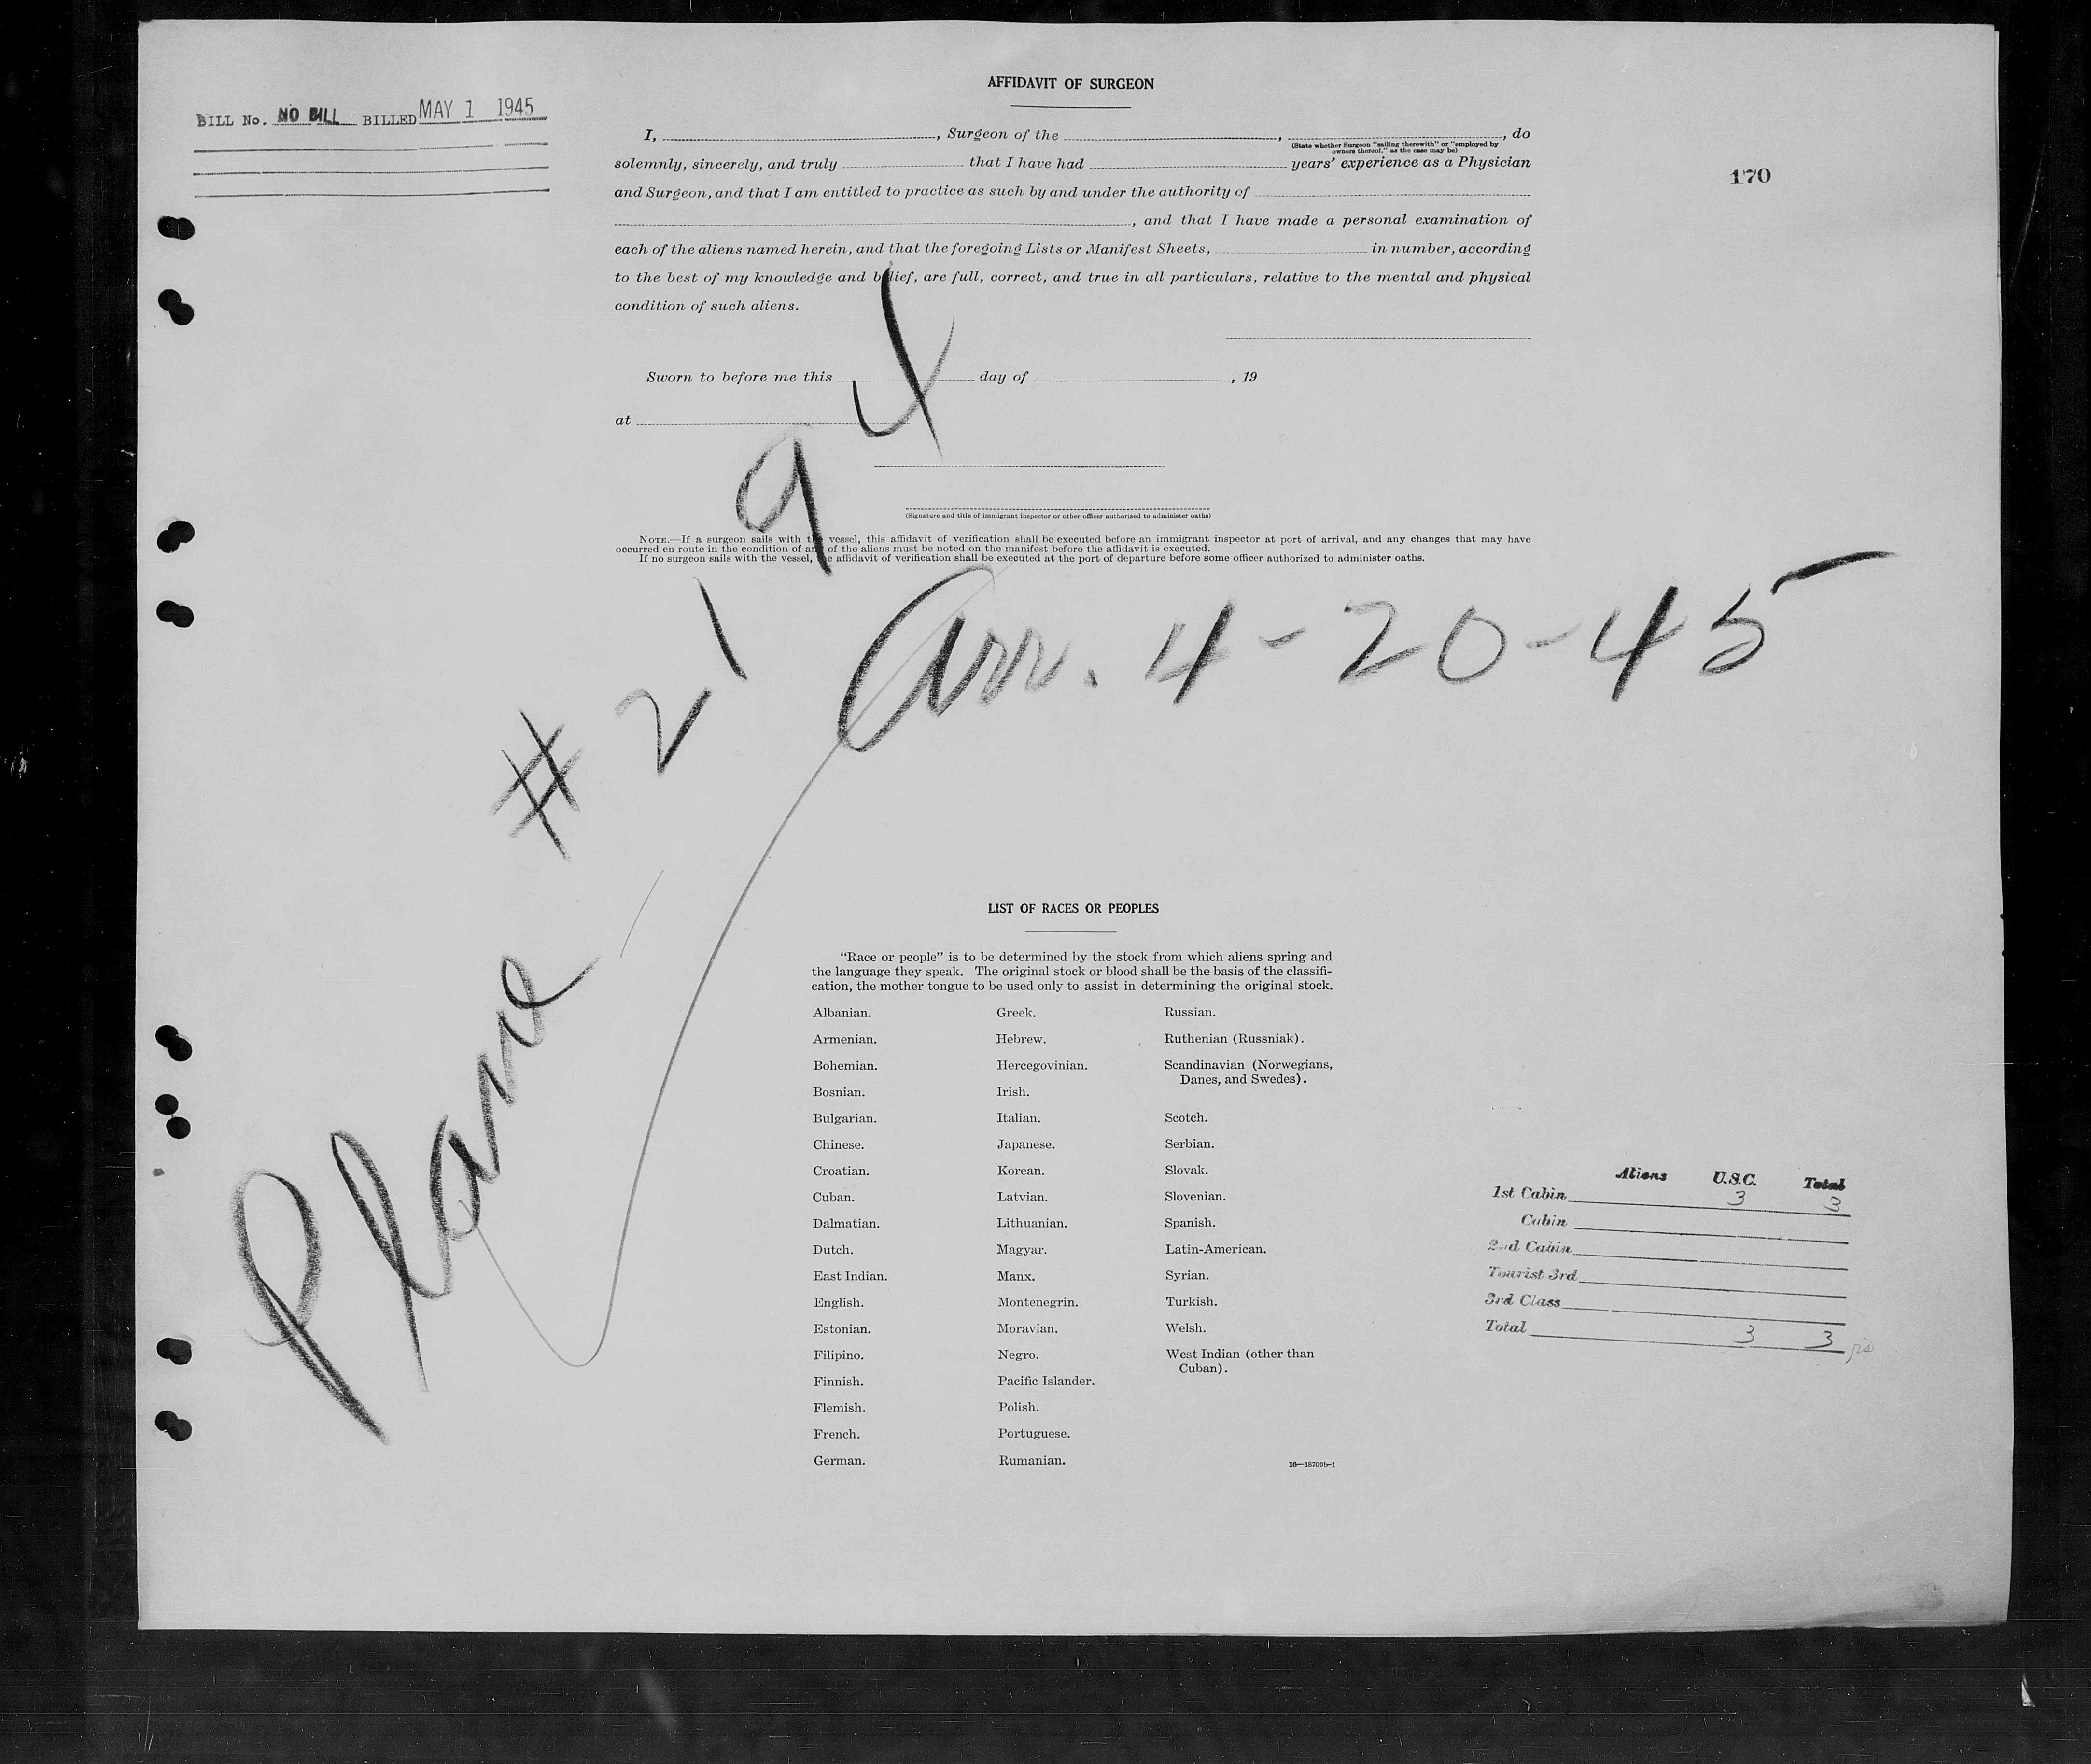 AFFIDAVIT OF SURGEON
BILL No. NO BILL BILLED MAY 1 1945
170
I, , Surgeon of the , , do
(State whether Surgeon "sailing therewith" or "employed by
owners thereof," as the case may be)
solemnly, sincerely, and truly that I have had years' experience as a Physician
and Surgeon, and that I am entitled to practice as such by and under the authority of
, and that I have made a personal examination of
each of the aliens named herein, and that the foregoing Lists or Manifest Sheets, in number, according
to the best of my knowledge and belief, are full, correct, and true in all particulars, relative to the mental and physical
condition of such aliens.
Sworn to before me this day of , 19
at
(Signature and title of immigrant inspector or other officer authorized to administer oaths)
NOTE.—If a surgeon sails with the vessel, this affidavit of verification shall be executed before an immigrant inspector at port of arrival, and any changes that may have
occurred en route in the condition of any of the aliens must be noted on the manifest before the affidavit is executed.
If no surgeon sails with the vessel, the affidavit of verification shall be executed at the port of departure before some officer authorized to administer oaths.
Plane # 2194
Arr. 4-20-45
LIST OF RACES OR PEOPLES
"Race or people" is to be determined by the stock from which aliens spring and
the language they speak. The original stock or blood shall be the basis of the classifi-
cation, the mother tongue to be used only to assist in determining the original stock.
Albanian.
Armenian.
Bohemian.
Bosnian.
Bulgarian.
Chinese.
Croatian.
Cuban.
Dalmatian.
Dutch.
East Indian.
English.
Estonian.
Filipino.
Finnish.
Flemish.
French.
German.
Greek.
Hebrew.
Hercegovinian.
Irish.
Italian.
Japanese.
Korean.
Latvian.
Lithuanian.
Magyar.
Manx.
Montenegrin.
Moravian.
Negro.
Pacific Islander.
Polish.
Portuguese.
Rumanian.
Russian.
Ruthenian (Russniak).
Scandinavian (Norwegians,
Danes, and Swedes).
Scotch.
Serbian.
Slovak.
Slovenian.
Spanish.
Latin-American.
Syrian.
Turkish.
Welsh.
West Indian (other than
Cuban).
16—18700b-1
Aliens U.S.C. Total
1st Cabin 3 3
Cabin
2nd Cabin
Tourist 3rd
3rd Class
Total 3 3